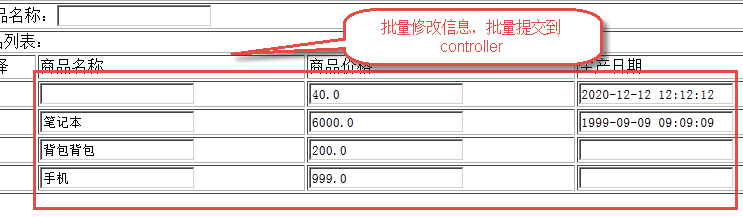 品名称：
批量修改信息，批量提交到
controller
列表：
商品名称 商品价格 生产日期
40.0 2020-12-12 12:12:12
笔记本 6000.0 1999-09-09 09:09:09
背包背包 200.0
手机 999.0